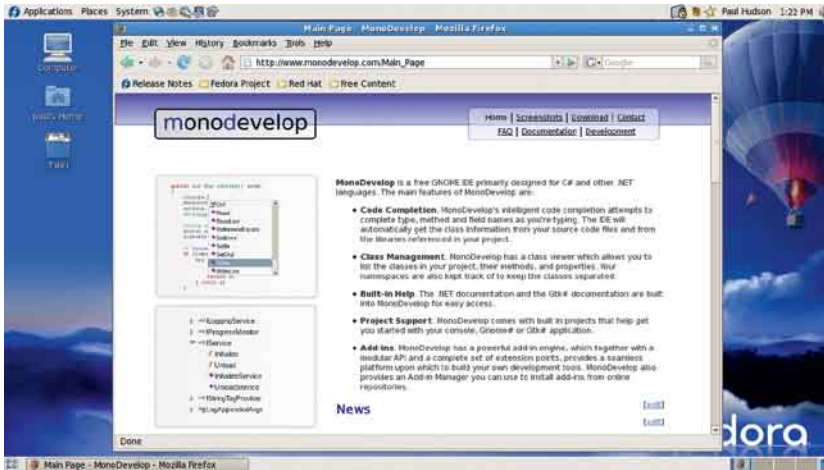 Applications Places System
Paul Hudson 1:22 PM
Main Page - MonoDevelop - Mozilla Firefox
File Edit View History Bookmarks Tools Help
http://www.monodevelop.com/Main_Page
Google
Release Notes Fedora Project Red Hat Free Content
Computer
Home
Trash
monodevelop
Home | Screenshots | Download | Contact
FAQ | Documentation | Development
MonoDevelop is a free GNOME IDE primarily designed for C# and other .NET
languages. The main features of MonoDevelop are:
• Code Completion. MonoDevelop's intelligent code completion attempts to
complete type, method and field names as you're typing. The IDE will
automatically get the class information from your source code files and from
the libraries referenced in your project.
• Class Management. MonoDevelop has a class viewer which allows you to
list the classes in your project, their methods, and properties. Your
namespaces are also kept track of to keep the classes separated.
• Built-in Help. The .NET documentation and the Gtk# documentation are built
into MonoDevelop for easy access.
• Project Support. MonoDevelop comes with built in projects that help get
you started with your console, Gnome# or Gtk# application.
• Add-ins. MonoDevelop has a powerful add-in engine, which together with a
modular API and a complete set of extension points, provides a seamless
platform upon which to build your own development tools. MonoDevelop also
provides an Add-in Manager you can use to install add-ins from online
repositories.
ILoggingService
IProgressMonitor
IService
Initialize
Unload
InitializeService
UnloadService
IStringTagProvider
News
[edit]
[edit]
Done
dora
Main Page - MonoDevelop - Mozilla Firefox